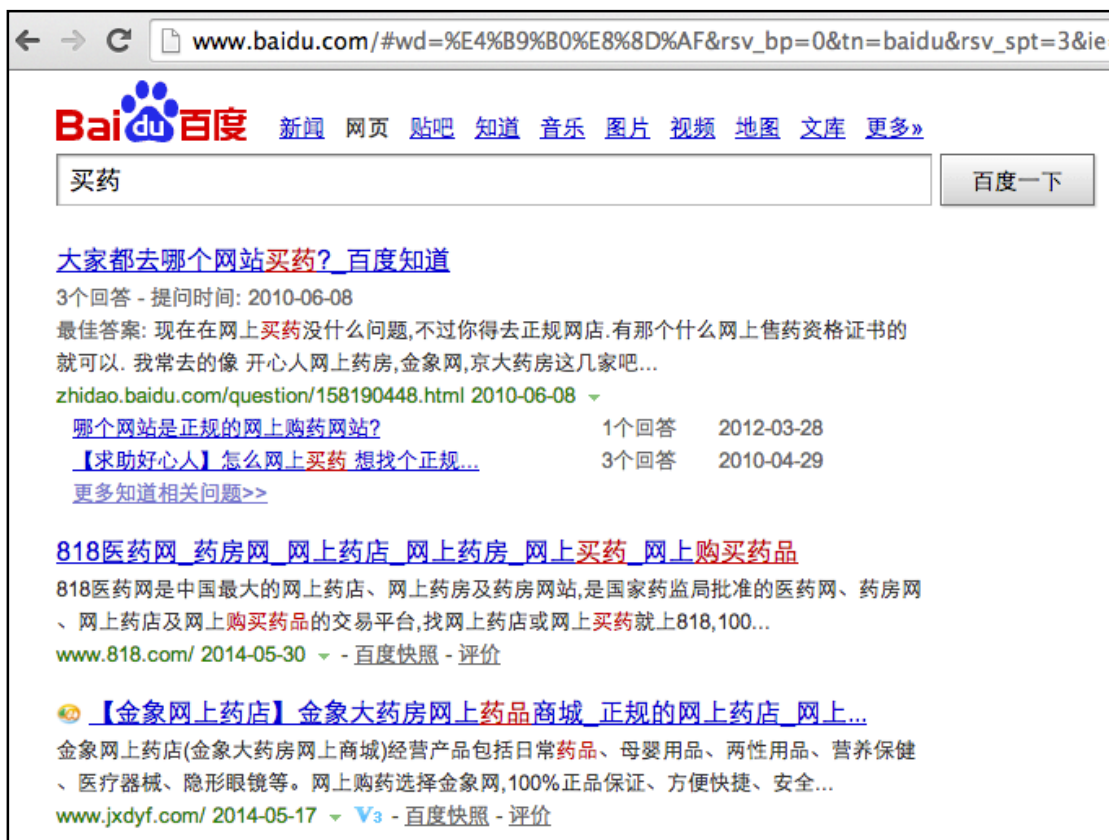 www.baidu.com/#wd=%E4%B9%B0%E8%8D%AF&rsv_bp=0&tn=baidu&rsv_spt=3&ie
Bai du 百度 新闻 网页 贴吧 知道 音乐 图片 视频 地图 文库 更多»
买药 百度一下
大家都去哪个网站买药?_百度知道
3个回答 - 提问时间: 2010-06-08
最佳答案: 现在在网上买药没什么问题,不过你得去正规网店.有那个什么网上售药资格证书的
就可以. 我常去的像 开心人网上药房,金象网,京大药房这几家吧...
zhidao.baidu.com/question/158190448.html 2010-06-08
哪个网站是正规的网上购药网站? 1个回答 2012-03-28
【求助好心人】怎么网上买药 想找个正规... 3个回答 2010-04-29
更多知道相关问题>>
818医药网_药房网_网上药店_网上药房_网上买药_网上购买药品
818医药网是中国最大的网上药店、网上药房及药房网站,是国家药监局批准的医药网、药房网
、网上药店及网上购买药品的交易平台,找网上药店或网上买药就上818,100...
www.818.com/ 2014-05-30 - 百度快照 - 评价
【金象网上药店】金象大药房网上药品商城_正规的网上药店_网上...
金象网上药店(金象大药房网上商城)经营产品包括日常药品、母婴用品、两性用品、营养保健
、医疗器械、隐形眼镜等。网上购药选择金象网,100%正品保证、方便快捷、安全...
www.jxdyf.com/ 2014-05-17 V3 - 百度快照 - 评价